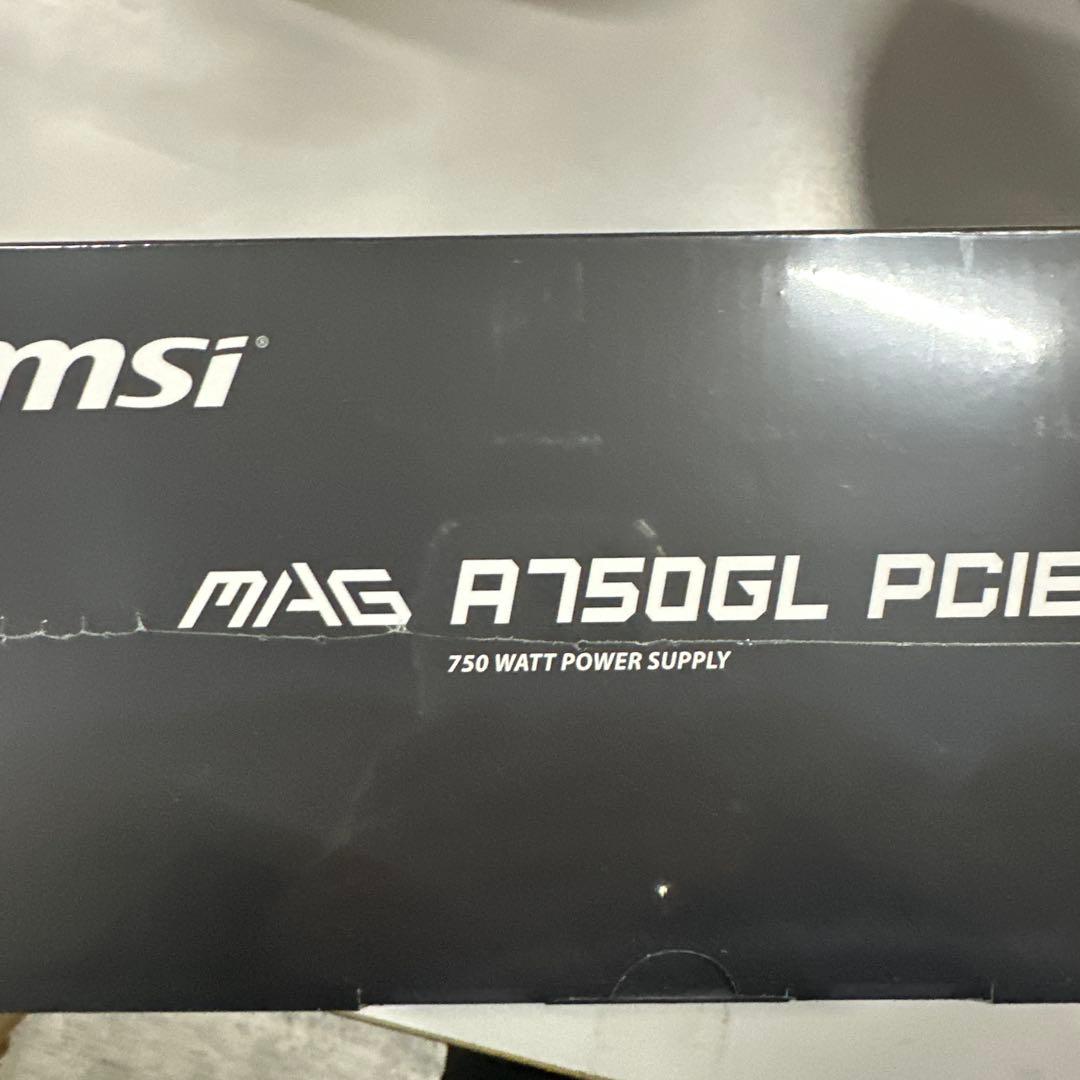 msi®
MAG A750GL PCIE
750 WATT POWER SUPPLY